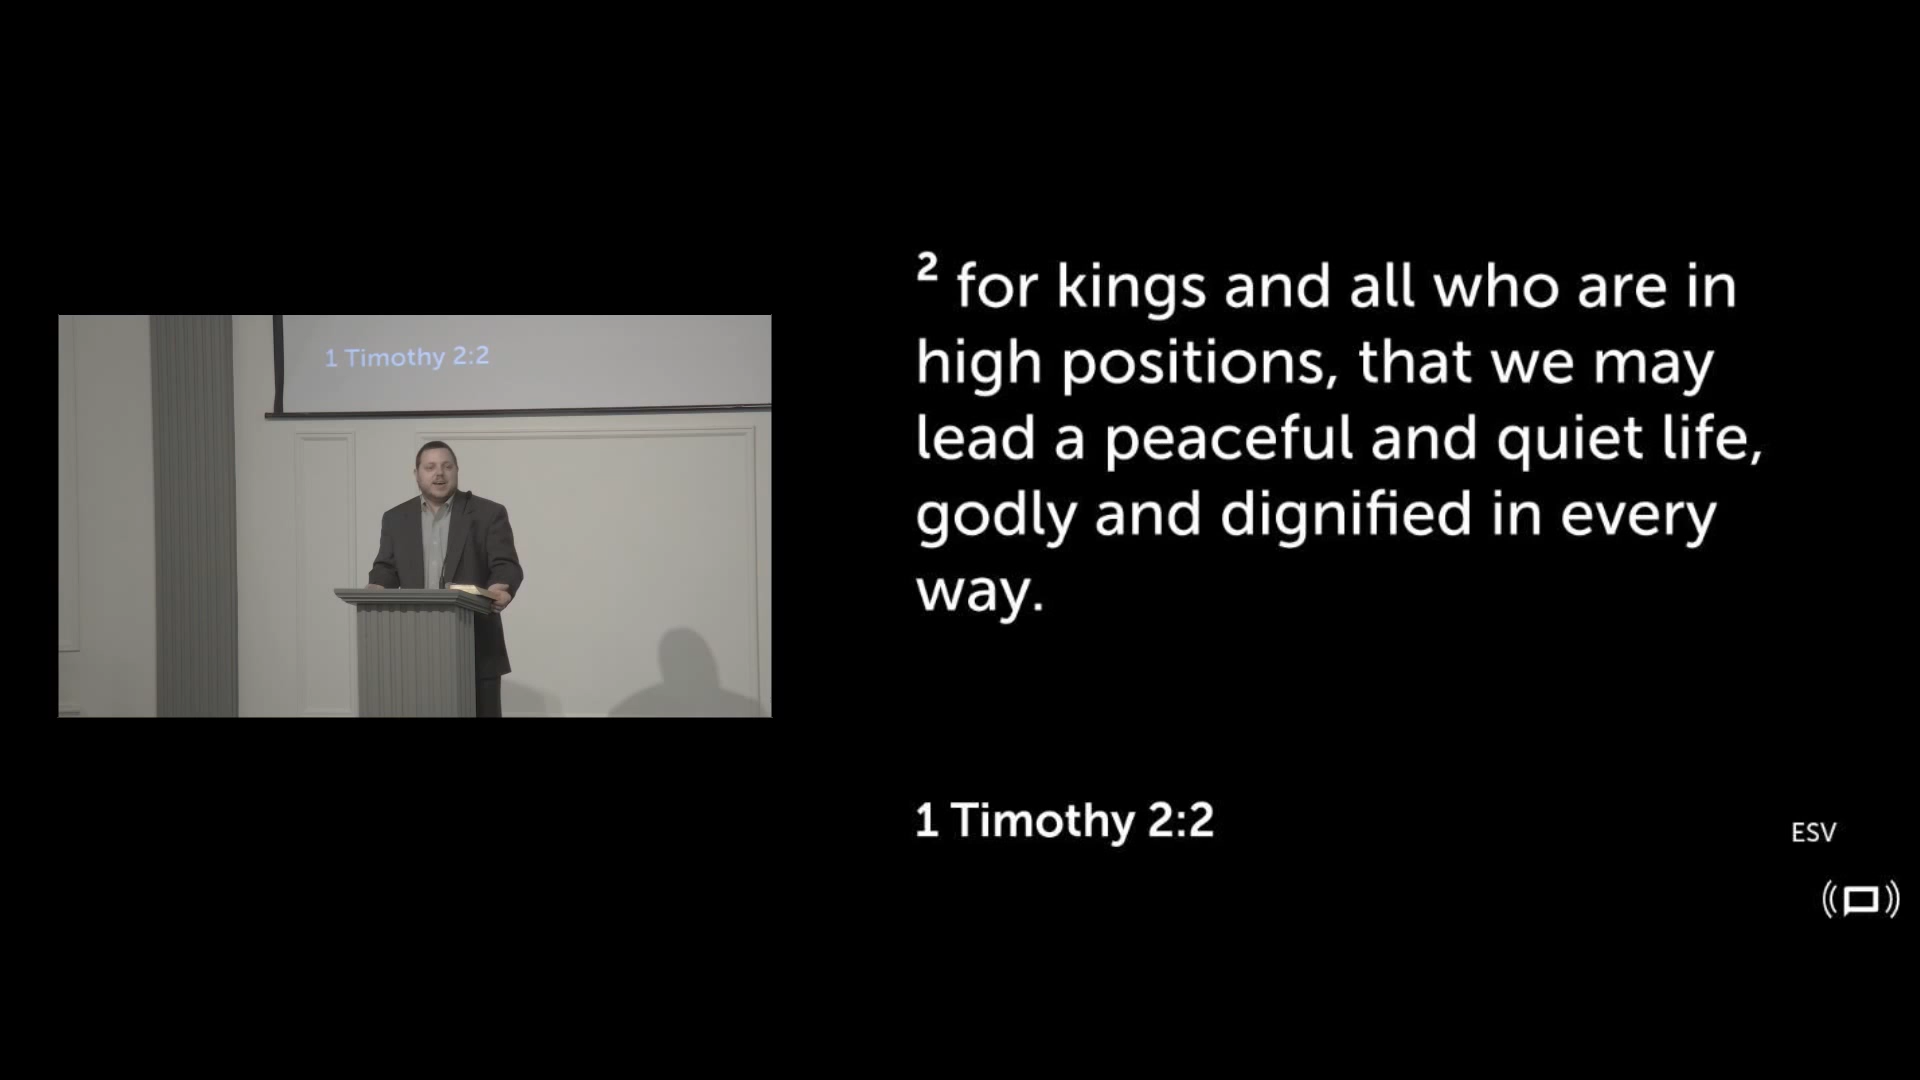 1 Timothy 2:2
² for kings and all who are in
high positions, that we may
lead a peaceful and quiet life,
godly and dignified in every
way.
1 Timothy 2:2
ESV